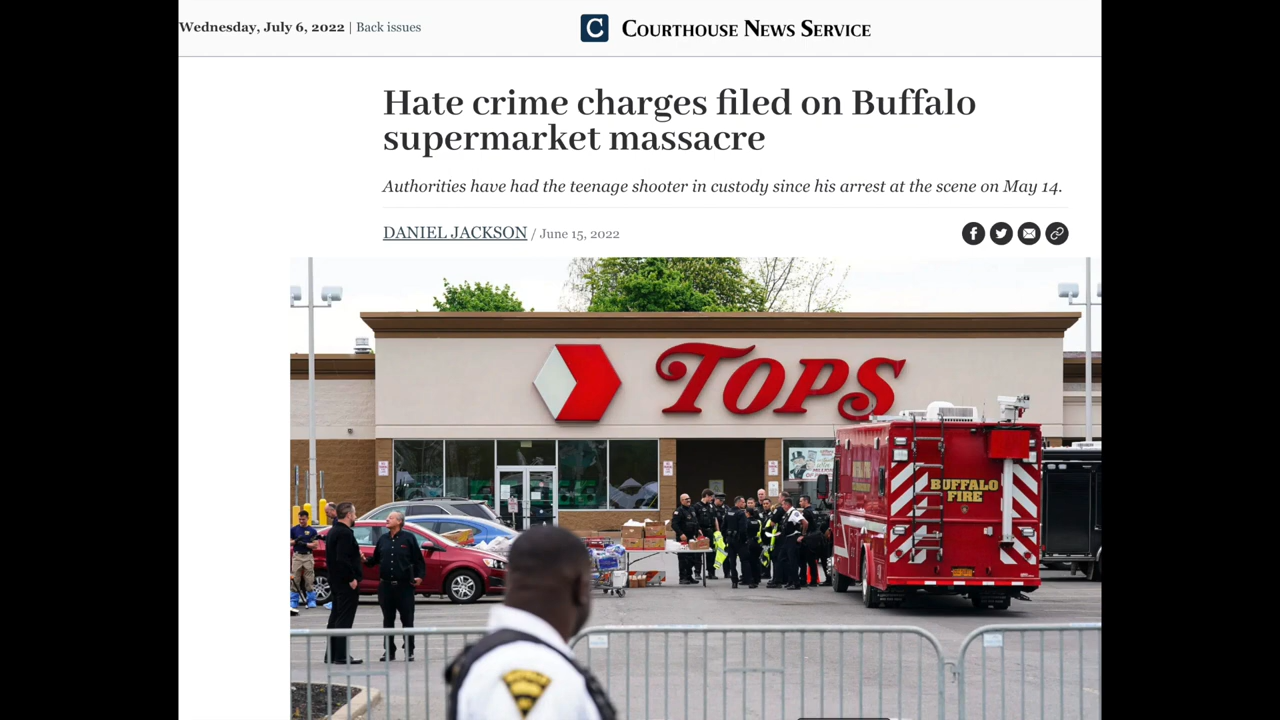 Wednesday, July 6, 2022 | Back issues
C COURTHOUSE NEWS SERVICE
Hate crime charges filed on Buffalo
supermarket massacre
Authorities have had the teenage shooter in custody since his arrest at the scene on May 14.
DANIEL JACKSON / June 15, 2022
TOPS
BUFFALO
FIRE